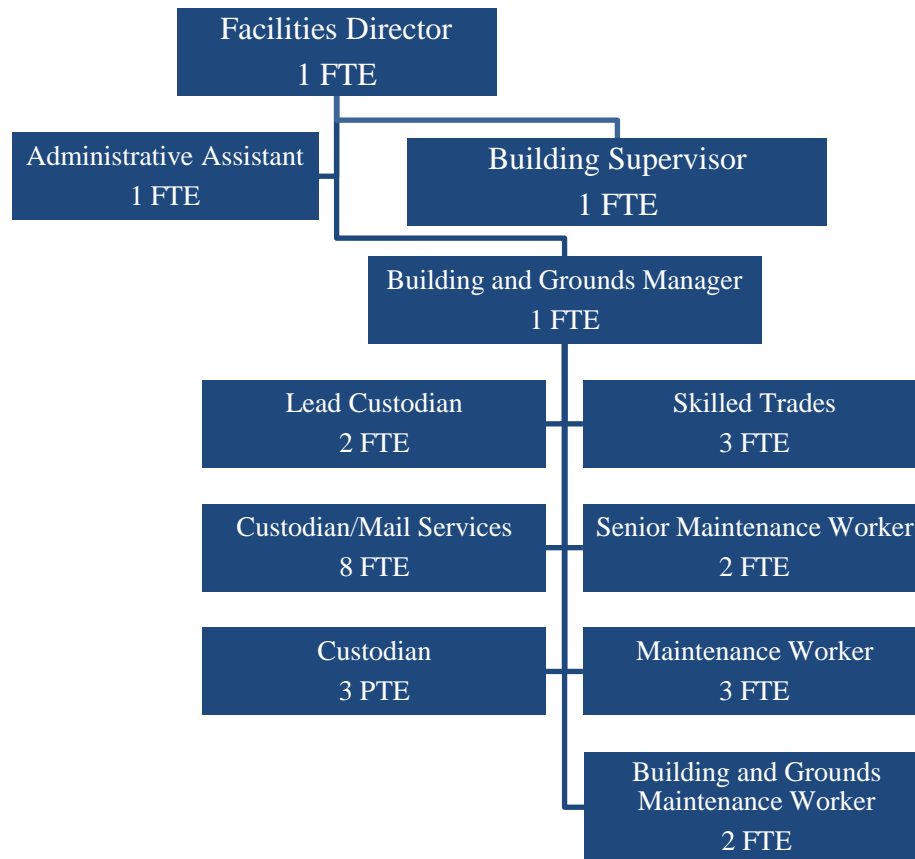 Facilities Director
1 FTE
Administrative Assistant
1 FTE
Building Supervisor
1 FTE
Building and Grounds Manager
1 FTE
Lead Custodian
2 FTE
Skilled Trades
3 FTE
Custodian/Mail Services
8 FTE
Senior Maintenance Worker
2 FTE
Custodian
3 PTE
Maintenance Worker
3 FTE
Building and Grounds
Maintenance Worker
2 FTE